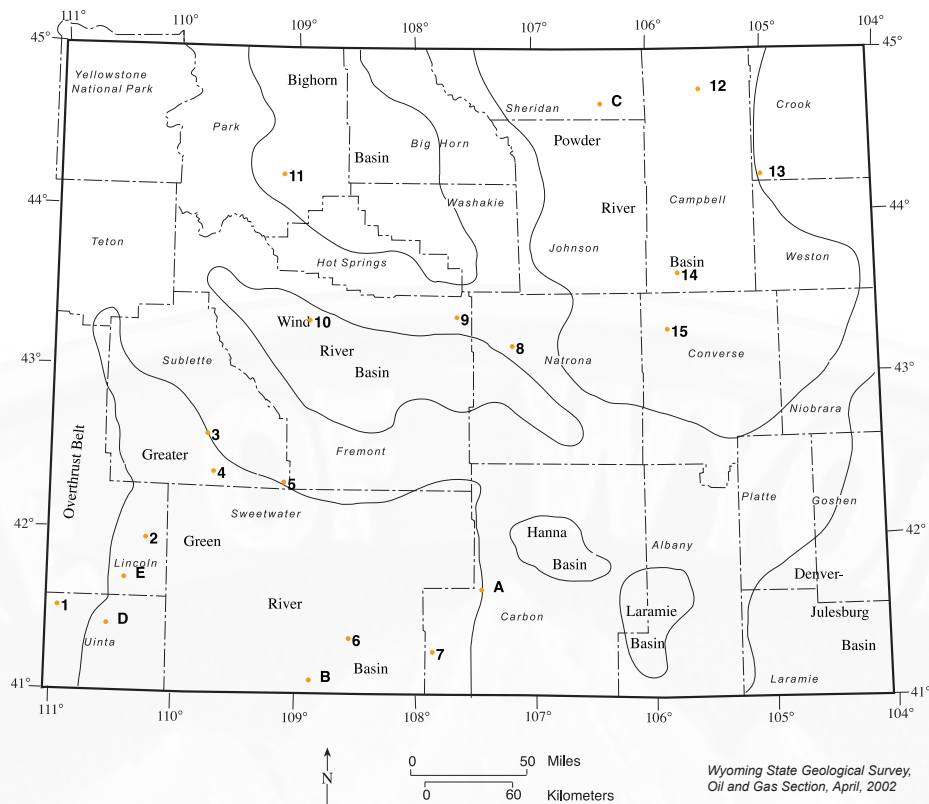 111°
110°
109°
108°
107°
106°
105°
45°
45°
Yellowstone
National Park
Bighorn
Sheridan
C
12
Crook
Park
Powder
Big Horn
Basin
11
13
Washakie
River
Campbell
44°
44°
Teton
Johnson
Hot Springs
Basin
14
Weston
Wind
10
9
15
River
8
Natrona
Converse
43°
43°
Sublette
Basin
Niobrara
3
Overthrust Belt
Greater
4
Fremont
5
Platte
Goshen
Sweetwater
42°
42°
2
Green
Hanna
Basin
Albany
Lincoln
E
Denver-
A
1
D
River
Carbon
Laramie
Julesburg
Uinta
6
7
Basin
Basin
Basin
B
Laramie
41°
41°
111°
110°
109°
108°
107°
106°
105°
104°
N
0 50 Miles
0 60 Kilometers
Wyoming State Geological Survey,
Oil and Gas Section, April, 2002